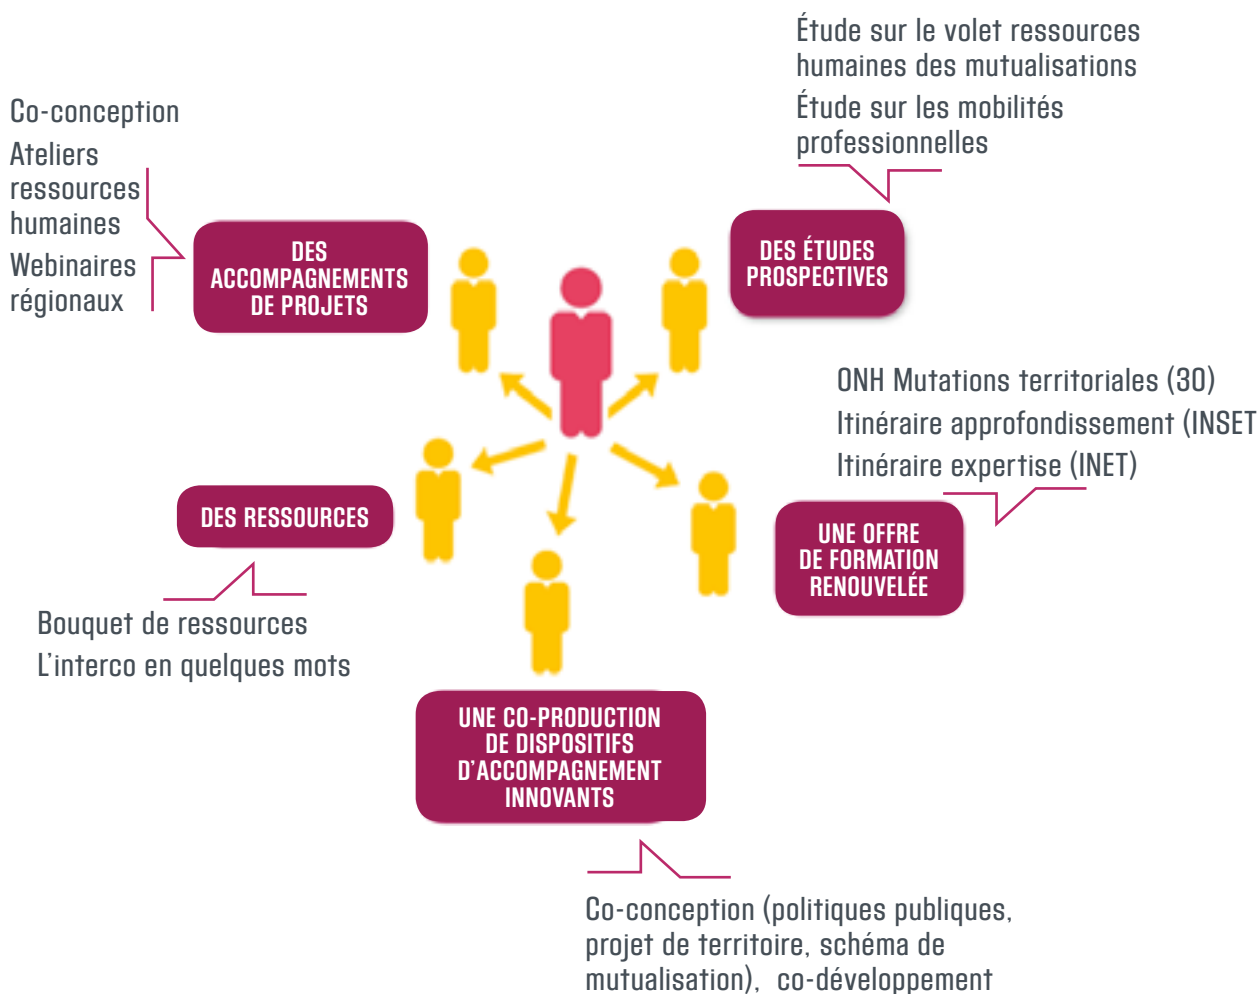 Étude sur le volet ressources
humaines des mutualisations
Étude sur les mobilités
professionnelles
Co-conception
Ateliers
ressources
humaines
Webinaires
régionaux
DES
ACCOMPAGNEMENTS
DE PROJETS
DES ÉTUDES
PROSPECTIVES
ONH Mutations territoriales (30)
Itinéraire approfondissement (INSET
Itinéraire expertise (INET)
DES RESSOURCES
UNE OFFRE
DE FORMATION
RENOUVELÉE
Bouquet de ressources
L'interco en quelques mots
UNE CO-PRODUCTION
DE DISPOSITIFS
D'ACCOMPAGNEMENT
INNOVANTS
Co-conception (politiques publiques,
projet de territoire, schéma de
mutualisation), co-développement